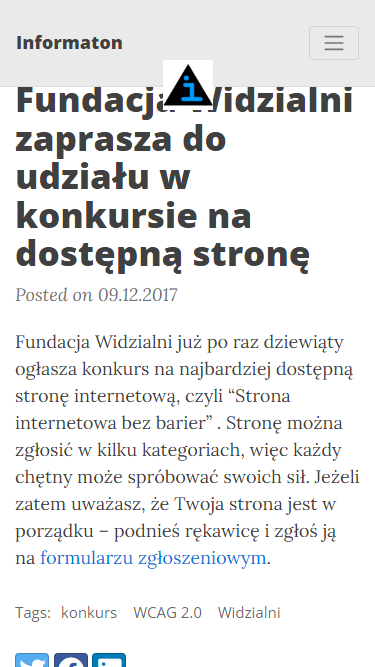 Informaton
Fundacja Widzialni
zaprasza do
udziału w
konkursie na
dostępną stronę
Posted on 09.12.2017
Fundacja Widzialni już po raz dziewiąty
ogłasza konkurs na najbardziej dostępną
stronę internetową, czyli “Strona
internetowa bez barier” . Stronę można
zgłosić w kilku kategoriach, więc każdy
chętny może spróbować swoich sił. Jeżeli
zatem uważasz, że Twoja strona jest w
porządku – podnieś rękawicę i zgłoś ją
na formularzu zgłoszeniowym.
Tags: konkurs WCAG 2.0 Widzialni